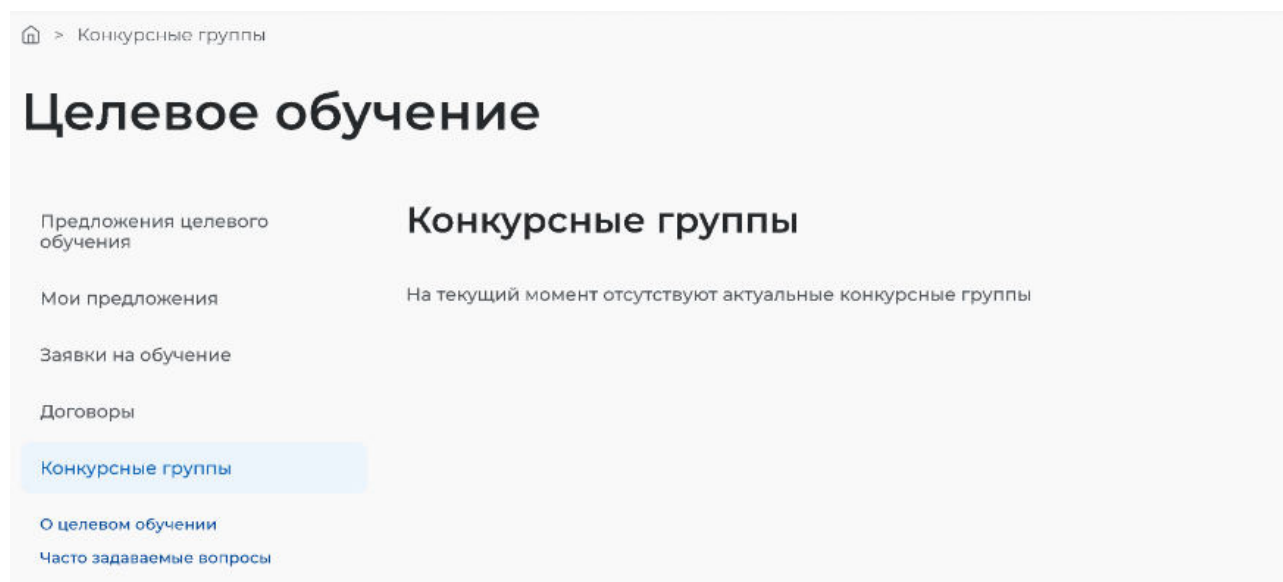 > Конкурсные группы
Целевое обучение
Предложения целевого
обучения
Мои предложения
Заявки на обучение
Договоры
Конкурсные группы
О целевом обучении
Часто задаваемые вопросы
Конкурсные группы
На текущий момент отсутствуют актуальные конкурсные группы